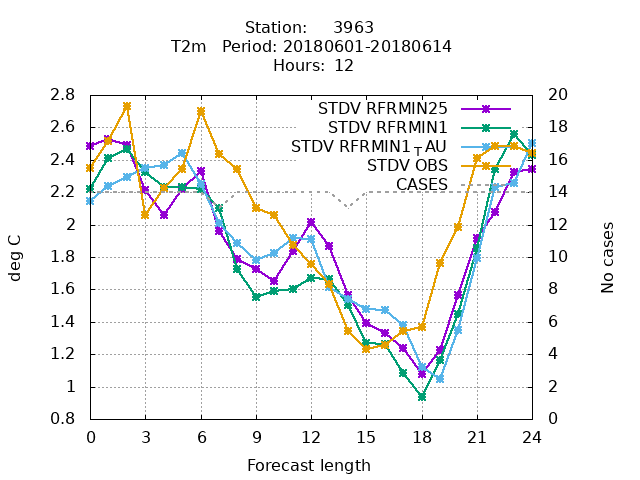 Station: 3963
T2m Period: 20180601-20180614
Hours: 12
2.8
2.6
2.4
2.2
2
1.8
1.6
1.4
1.2
1
0.8
deg C
20
18
16
14
12
10
8
6
4
2
0
No cases
STDV RFRMIN25
STDV RFRMIN1
STDV RFRMIN1TAU
STDV OBS
CASES
0 3 6 9 12 15 18 21 24
Forecast length